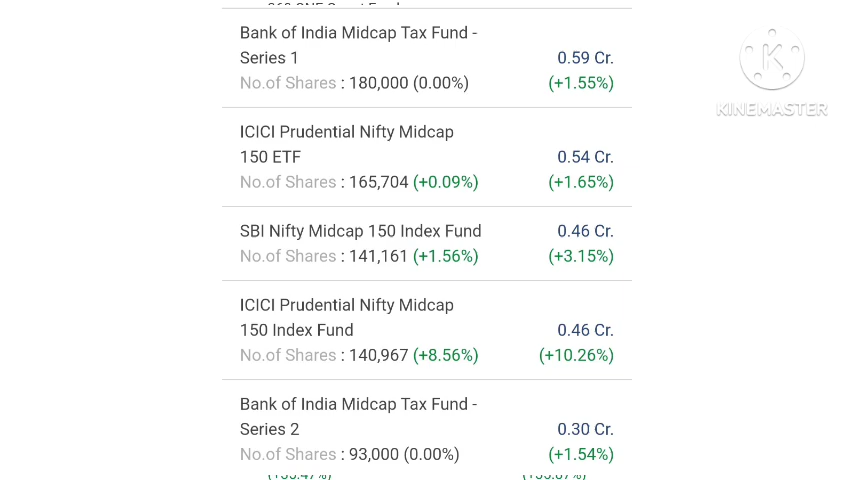 Bank of India Midcap Tax Fund -
Series 1 0.59 Cr.
No.of Shares : 180,000 (0.00%) (+1.55%)
ICICI Prudential Nifty Midcap
150 ETF 0.54 Cr.
No.of Shares : 165,704 (+0.09%) (+1.65%)
SBI Nifty Midcap 150 Index Fund 0.46 Cr.
No.of Shares : 141,161 (+1.56%) (+3.15%)
ICICI Prudential Nifty Midcap
150 Index Fund 0.46 Cr.
No.of Shares : 140,967 (+8.56%) (+10.26%)
Bank of India Midcap Tax Fund -
Series 2 0.30 Cr.
No.of Shares : 93,000 (0.00%) (+1.54%)
K
KINEMASTER